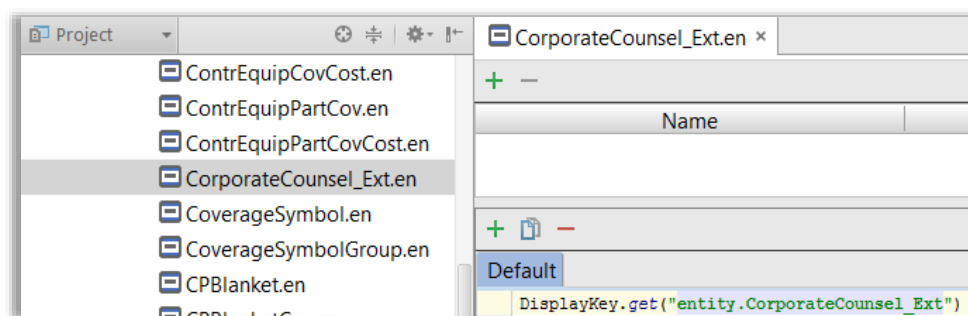 Project
ContrEquipCovCost.en
ContrEquipPartCov.en
ContrEquipPartCovCost.en
CorporateCounsel_Ext.en
CoverageSymbol.en
CoverageSymbolGroup.en
CPBlanket.en
CorporateCounsel_Ext.en ×
Name
Default
DisplayKey.get("entity.CorporateCounsel_Ext")